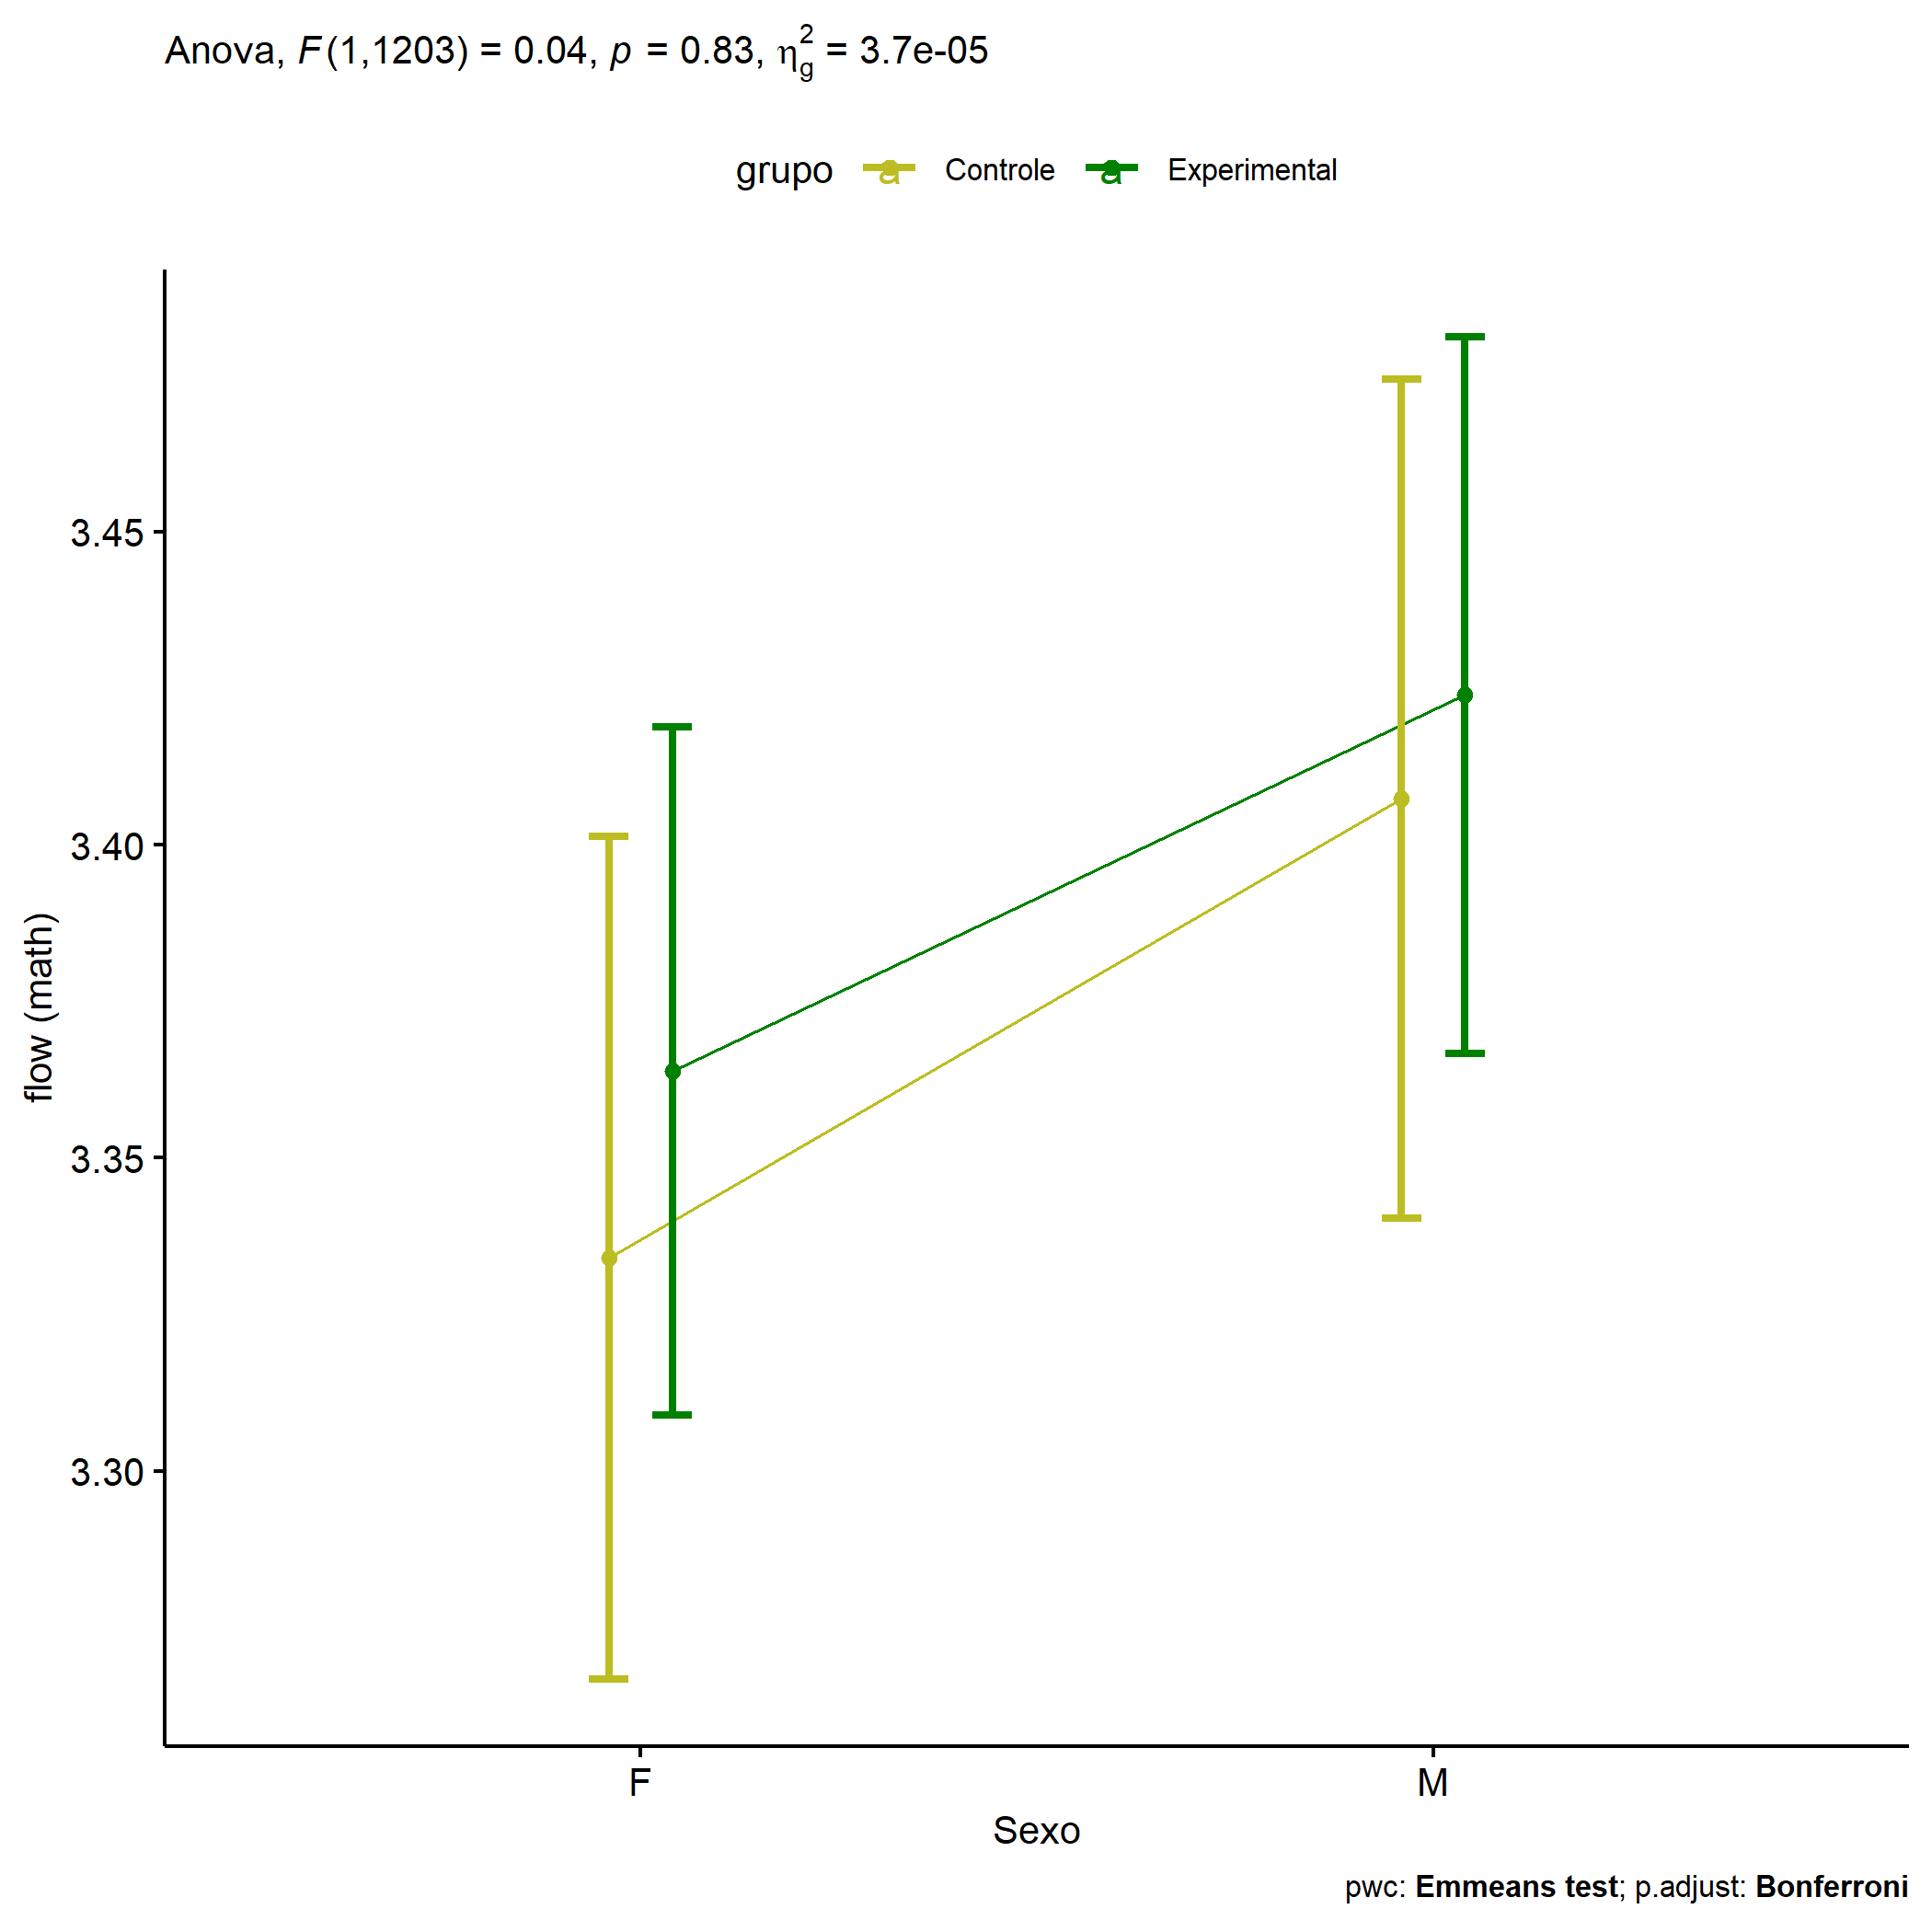 Anova, F(1,1203) = 0.04, p = 0.83, η²g = 3.7e-05
grupo a Controle a Experimental
3.45
3.40
3.35
3.30
flow (math)
F M
Sexo
pwc: Emmeans test; p.adjust: Bonferroni